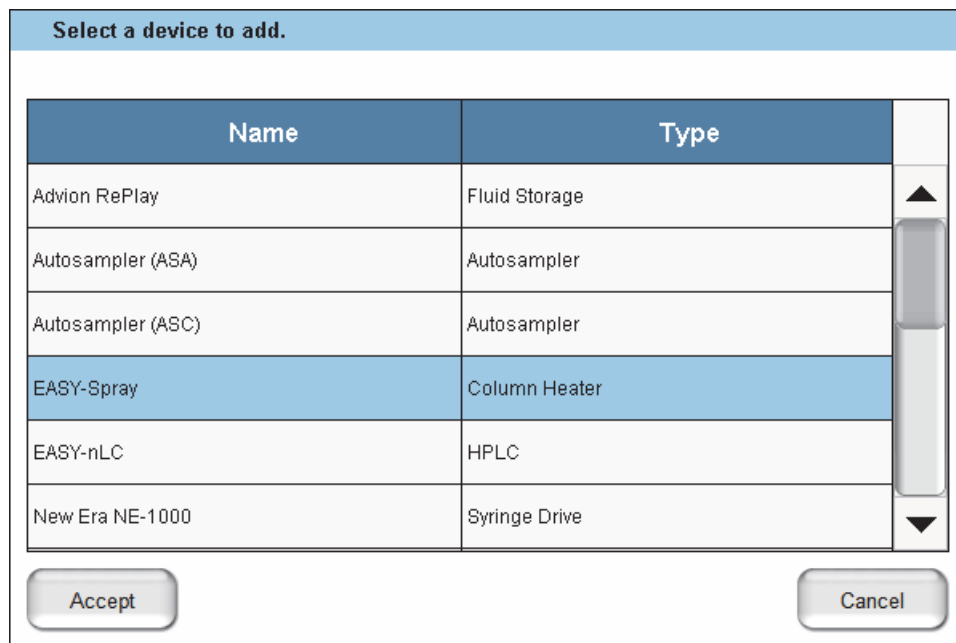 Select a device to add.
Name Type
Advion RePlay Fluid Storage
Autosampler (ASA) Autosampler
Autosampler (ASC) Autosampler
EASY-Spray Column Heater
EASY-nLC HPLC
New Era NE-1000 Syringe Drive
Accept Cancel